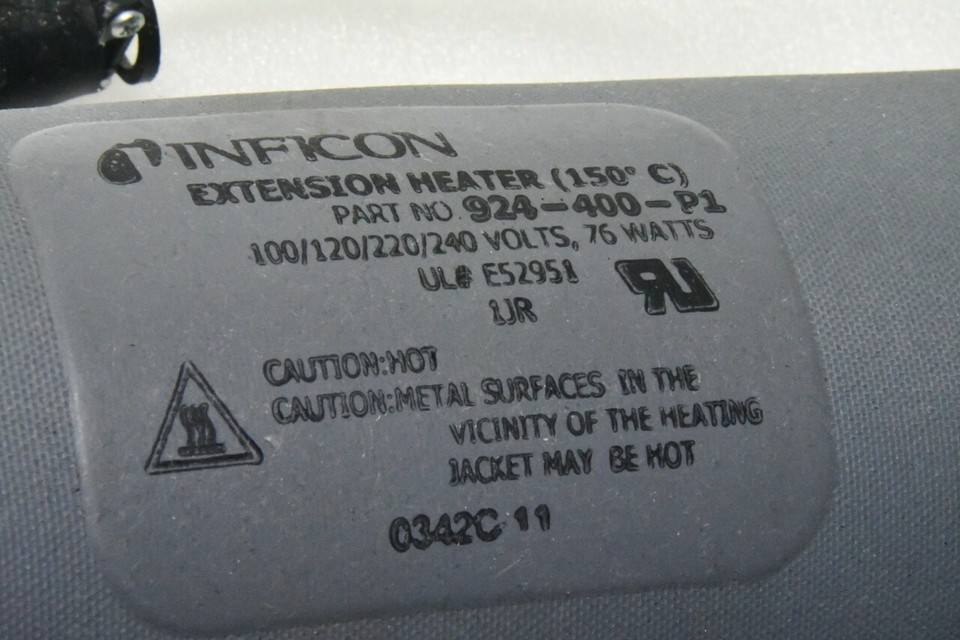 INFICON
EXTENSION HEATER (150° C)
PART NO. 924-400-P1
100/120/220/240 VOLTS, 76 WATTS
UL# E52951
1JR
CAUTION:HOT
CAUTION:METAL SURFACES IN THE
VICINITY OF THE HEATING
JACKET MAY BE HOT
0342C 11